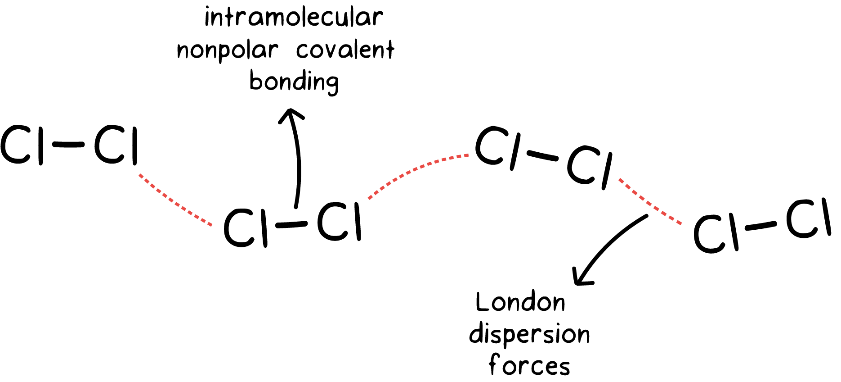 intramolecular
nonpolar covalent
bonding
Cl–Cl
Cl–Cl
Cl–Cl
Cl–Cl
London
dispersion
forces